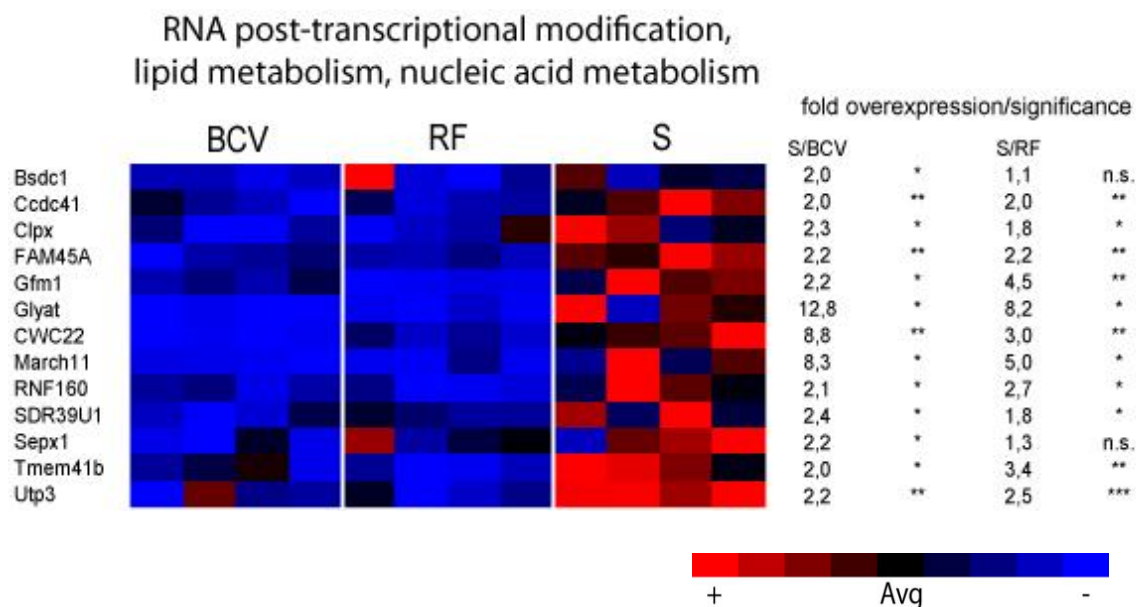 RNA post-transcriptional modification,
lipid metabolism, nucleic acid metabolism
fold overexpression/significance
BCV RF S
S/BCV S/RF
Bsdc1 2,0 * 1,1 n.s.
Ccdc41 2,0 ** 2,0 **
Clpx 2,3 * 1,8 *
FAM45A 2,2 ** 2,2 **
Gfm1 2,2 * 4,5 **
Glyat 12,8 * 8,2 *
CWC22 8,8 ** 3,0 **
March11 8,3 * 5,0 *
RNF160 2,1 * 2,7 *
SDR39U1 2,4 * 1,8 *
Sepx1 2,2 * 1,3 n.s.
Tmem41b 2,0 * 3,4 **
Utp3 2,2 ** 2,5 ***
+ Avg -